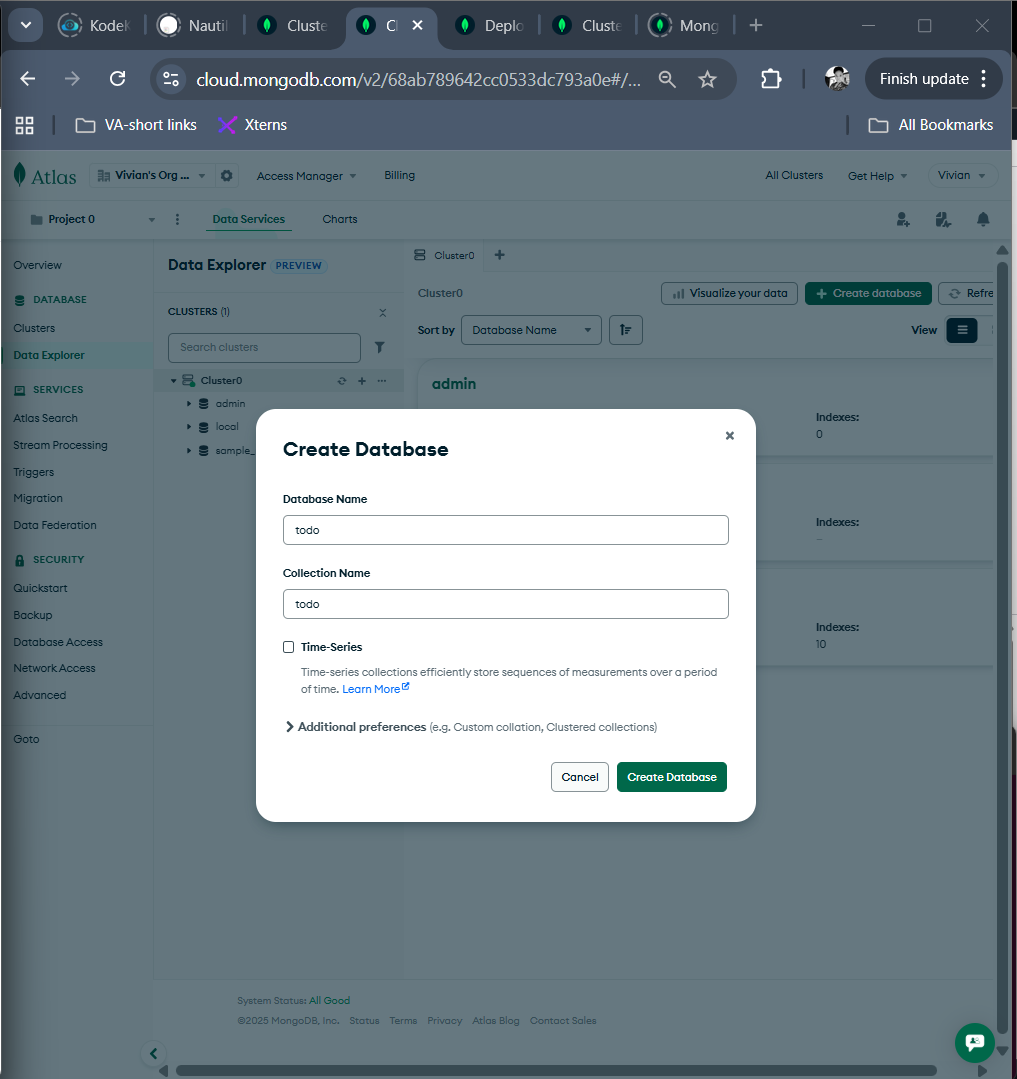 KodeK
Nautil
Cluste
Cl
Deplo
Cluste
Mong
cloud.mongodb.com/v2/68ab789642cc0533dc793a0e#/...
Finish update
VA-short links
Xterns
All Bookmarks
Atlas
Vivian's Org ...
Access Manager
Billing
All Clusters
Get Help
Vivian
Project 0
Data Services
Charts
Overview
DATABASE
Clusters
Data Explorer
SERVICES
Atlas Search
Stream Processing
Triggers
Migration
Data Federation
SECURITY
Quickstart
Backup
Database Access
Network Access
Advanced
Goto
Data Explorer PREVIEW
CLUSTERS (1)
Search clusters
Cluster0
admin
local
sample_
Cluster0
Cluster0
Visualize your data
+ Create database
Refre
Sort by
Database Name
View
admin
Indexes:
0
Indexes:
–
Indexes:
10
Create Database
Database Name
todo
Collection Name
todo
Time-Series
Time-series collections efficiently store sequences of measurements over a period
of time. Learn More
Additional preferences (e.g. Custom collation, Clustered collections)
Cancel
Create Database
System Status: All Good
©2025 MongoDB, Inc. Status Terms Privacy Atlas Blog Contact Sales